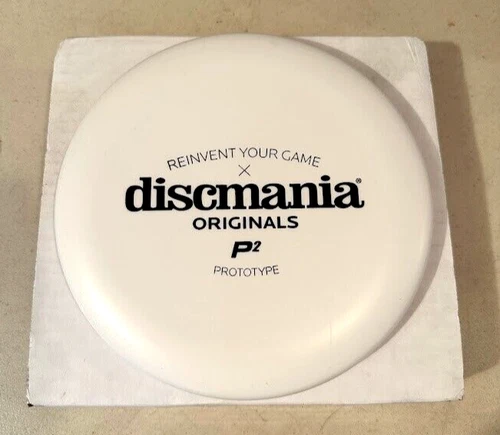 REINVENT YOUR GAME
×
discmania®
ORIGINALS
P²
PROTOTYPE